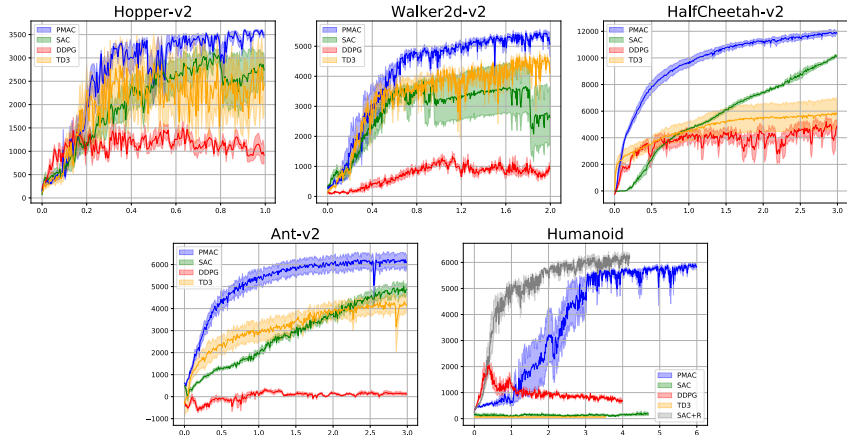 Hopper-v2
PMAC
SAC
DDPG
TD3
3500
3000
2500
2000
1500
1000
500
0
0.0 0.2 0.4 0.6 0.8 1.0
Walker2d-v2
PMAC
SAC
DDPG
TD3
5000
4000
3000
2000
1000
0
0.0 0.4 0.8 1.2 1.6 2.0
HalfCheetah-v2
PMAC
SAC
DDPG
TD3
12000
10000
8000
6000
4000
2000
0
0.0 0.5 1.0 1.5 2.0 2.5 3.0
Ant-v2
PMAC
SAC
DDPG
TD3
6000
5000
4000
3000
2000
1000
0
−1000
0.0 0.5 1.0 1.5 2.0 2.5 3.0
Humanoid
6000
5000
4000
3000
2000
1000
0
PMAC
SAC
DDPG
TD3
SAC+R
0 1 2 3 4 5 6